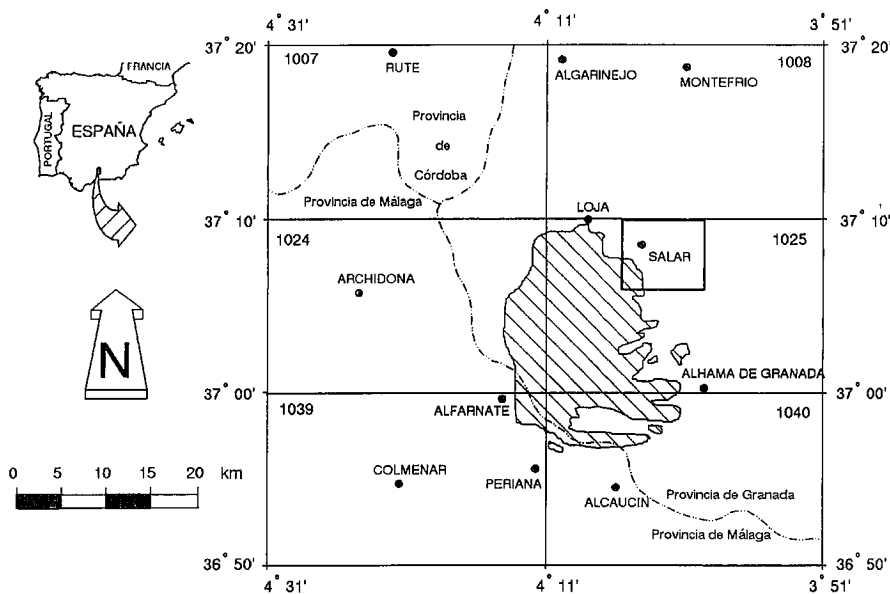 4° 31' 4° 11' 3° 51'
37° 20' 37° 20'
1007 1008
RUTE
ALGARINEJO
MONTEFRIO
FRANCIA
PORTUGAL
ESPAÑA
Provincia
de
Córdoba
Provincia de Málaga
LOJA
37° 10' 37° 10'
1024 1025
SALAR
ARCHIDONA
N
ALHAMA DE GRANADA
37° 00' 37° 00'
1039 1040
ALFARNATE
COLMENAR
PERIANA
ALCAUCIN
0 5 10 15 20 km
Provincia de Granada
Provincia de Málaga
36° 50' 36° 50'
4° 31' 4° 11' 3° 51'